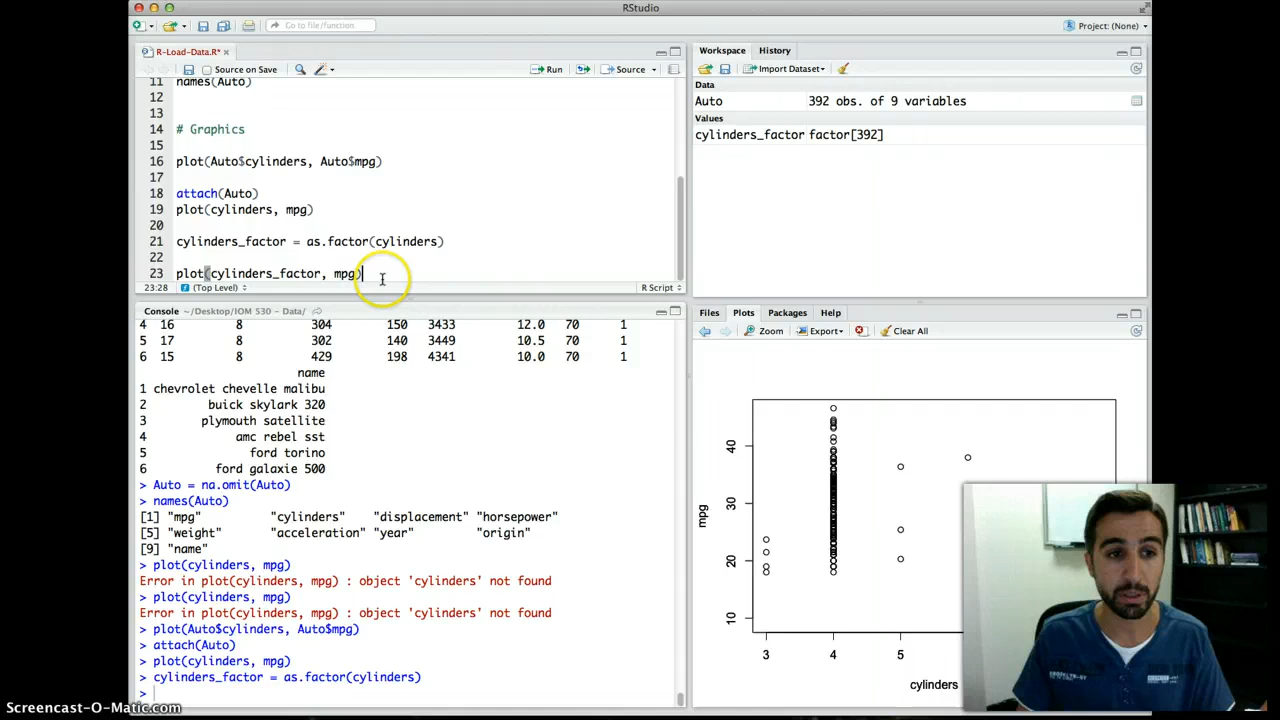 RStudio
Go to file/function
Project: (None)
R-Load-Data.R*
Source on Save
Run
Source
11 names(Auto)
12
13
14 # Graphics
15
16 plot(Auto$cylinders, Auto$mpg)
17
18 attach(Auto)
19 plot(cylinders, mpg)
20
21 cylinders_factor = as.factor(cylinders)
22
23 plot(cylinders_factor, mpg)
23:28 (Top Level) R Script
Console ~/Desktop/IOM 530 - Data/
4 16 8 304 150 3433 12.0 70 1
5 17 8 302 140 3449 10.5 70 1
6 15 8 429 198 4341 10.0 70 1
name
1 chevrolet chevelle malibu
2 buick skylark 320
3 plymouth satellite
4 amc rebel sst
5 ford torino
6 ford galaxie 500
> Auto = na.omit(Auto)
> names(Auto)
[1] "mpg" "cylinders" "displacement" "horsepower"
[5] "weight" "acceleration" "year" "origin"
[9] "name"
> plot(cylinders, mpg)
Error in plot(cylinders, mpg) : object 'cylinders' not found
> plot(cylinders, mpg)
Error in plot(cylinders, mpg) : object 'cylinders' not found
> plot(Auto$cylinders, Auto$mpg)
> attach(Auto)
> plot(cylinders, mpg)
> cylinders_factor = as.factor(cylinders)
>
Workspace History
Import Dataset
Data
Auto 392 obs. of 9 variables
Values
cylinders_factor factor[392]
Files Plots Packages Help
Zoom Export Clear All
mpg
40
30
20
10
3 4 5
cylinders
Screencast-O-Matic.com